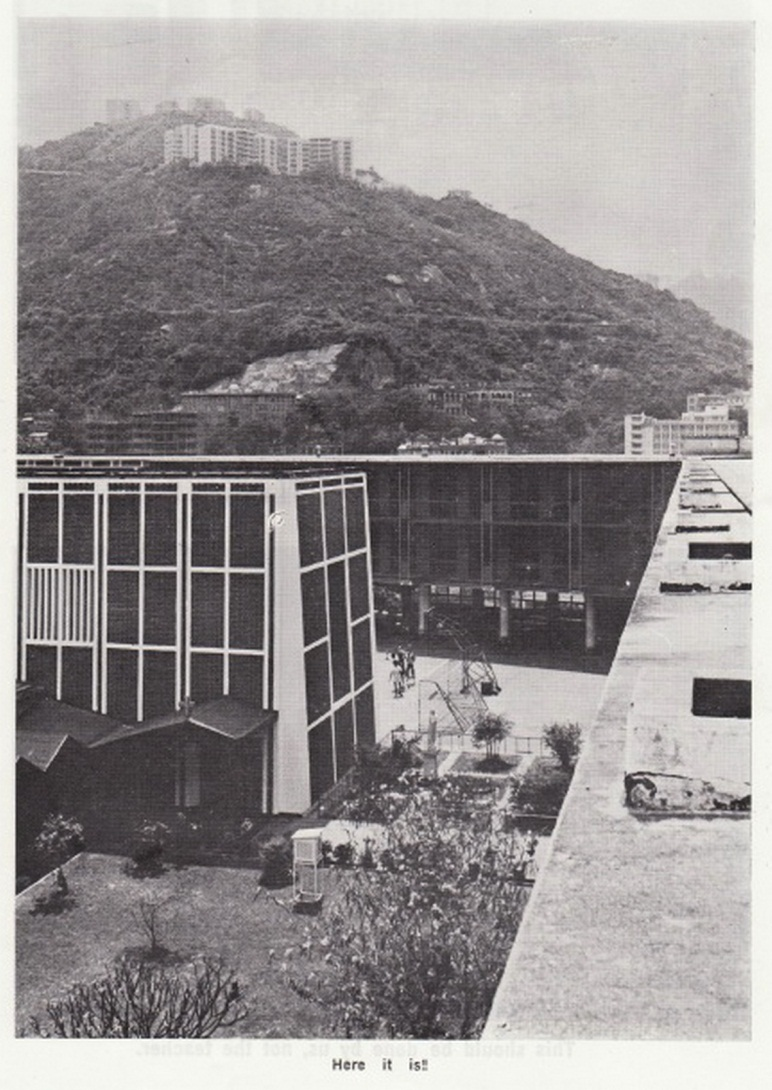 This should be done by us, not the teacher.
Here it is!!